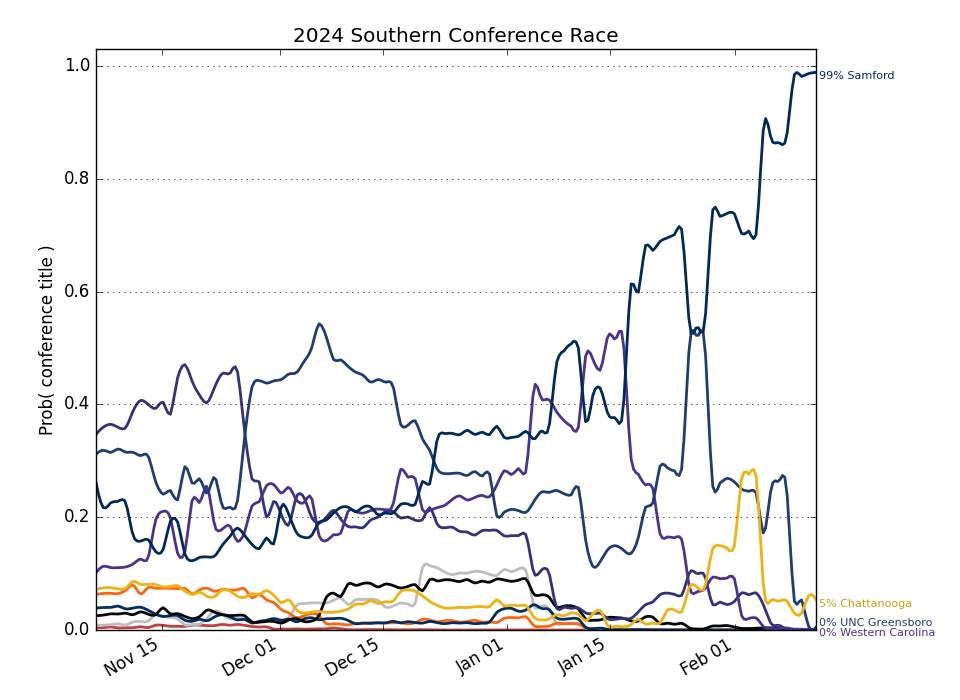 2024 Southern Conference Race
1.0
99% Samford
0.8
Prob( conference title )
0.6
0.4
0.2
5% Chattanooga
0% UNC Greensboro
0.0
0% Western Carolina
Nov 15
Dec 01
Dec 15
Jan 01
Jan 15
Feb 01